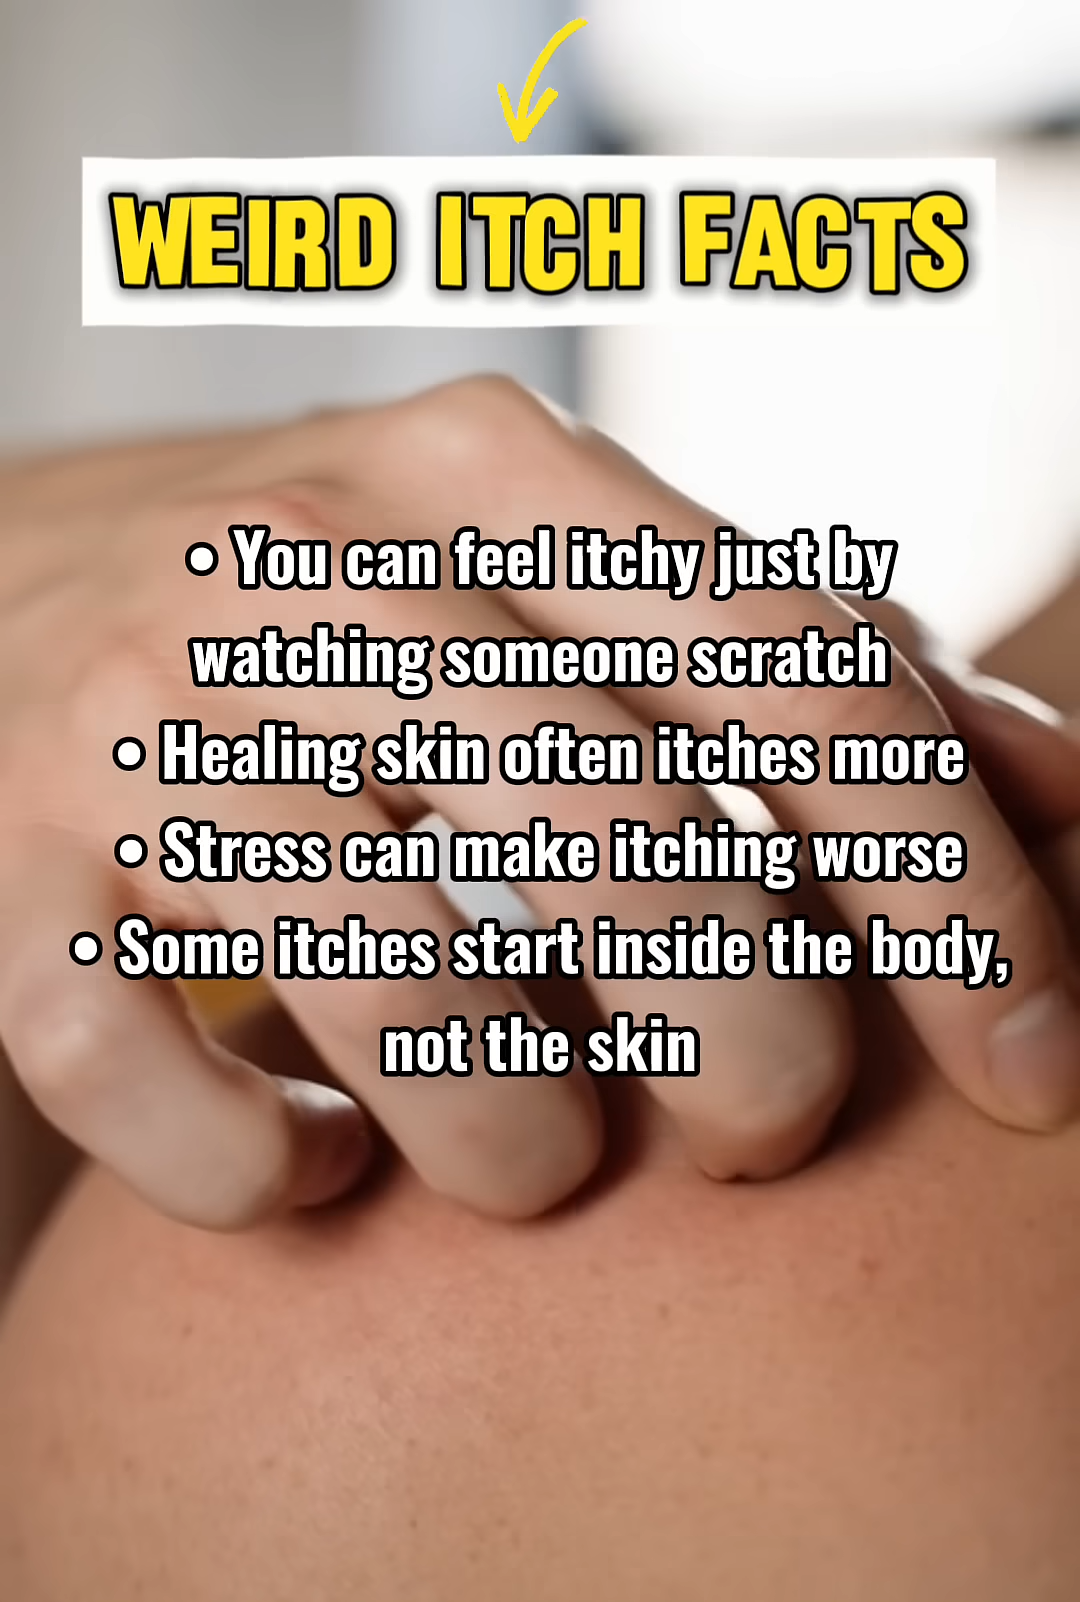 WEIRD ITCH FACTS
• You can feel itchy just by
watching someone scratch
• Healing skin often itches more
• Stress can make itching worse
• Some itches start inside the body,
not the skin